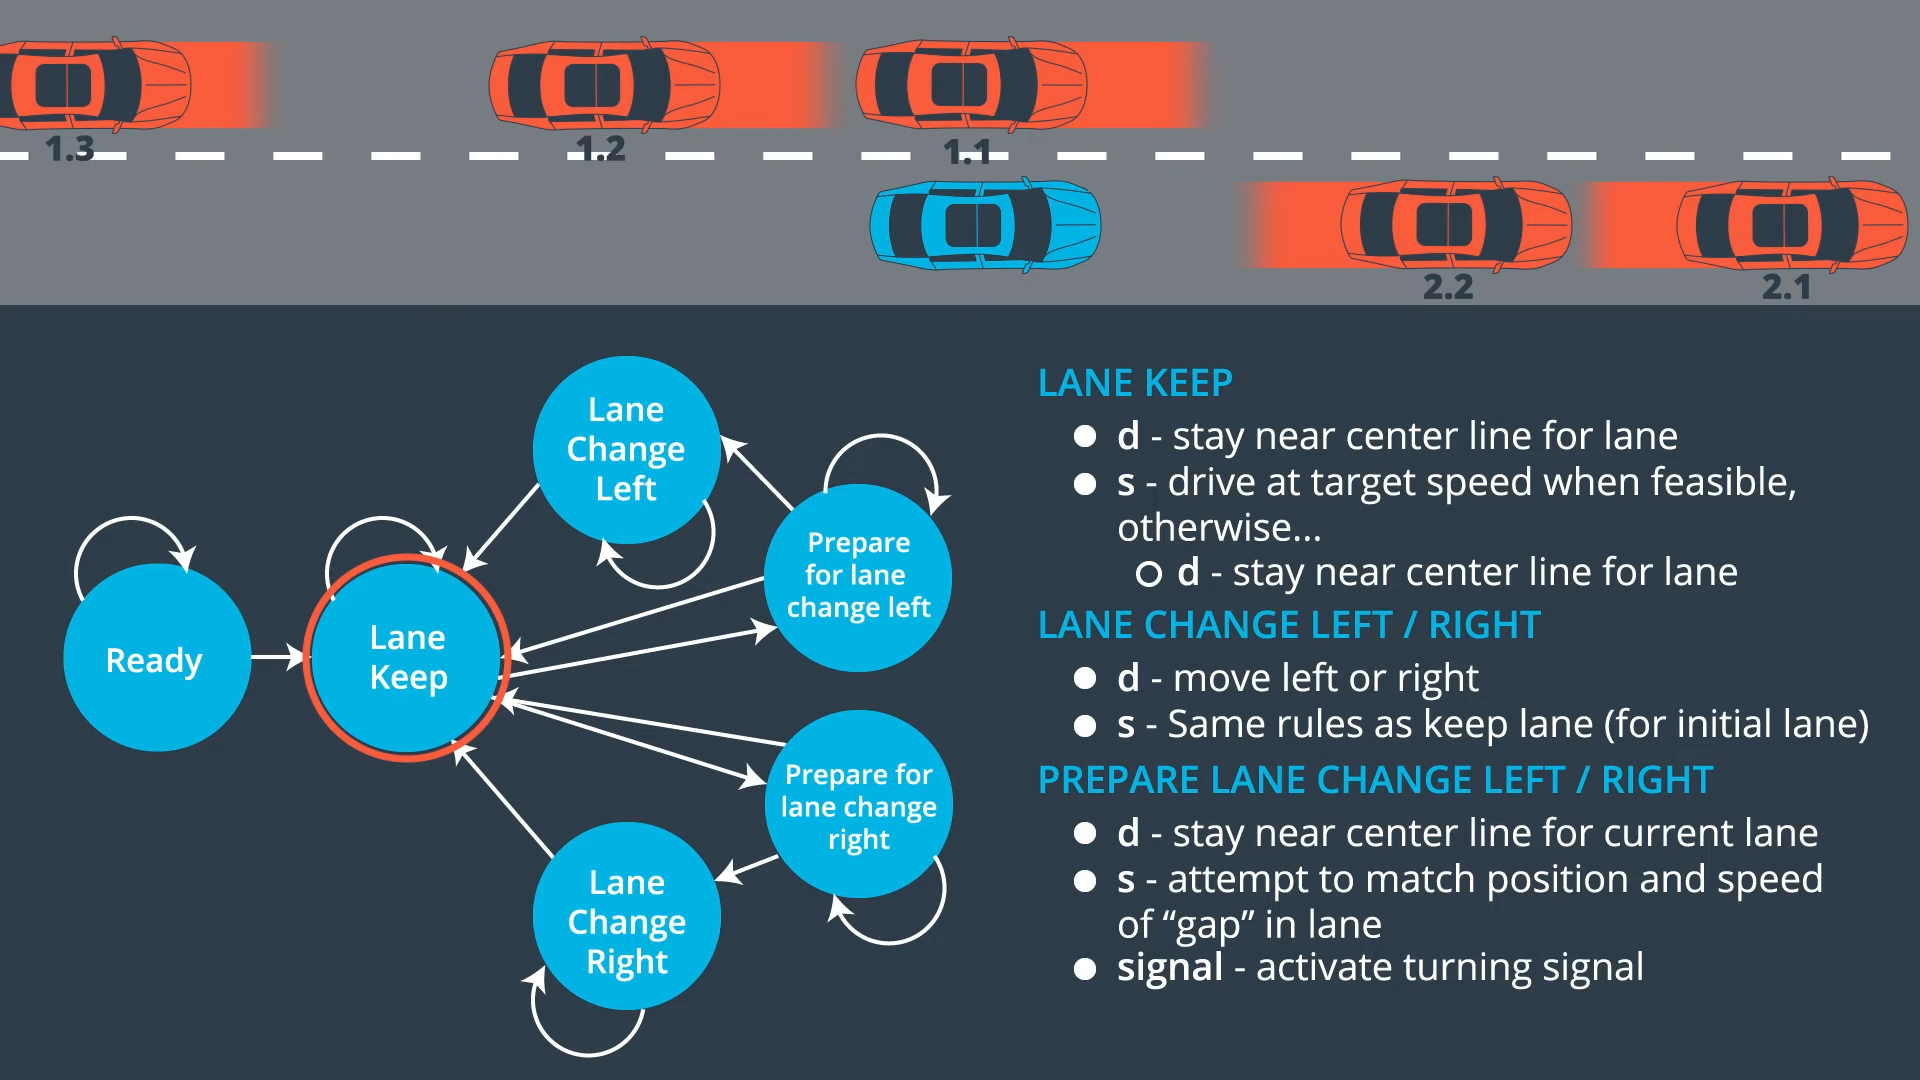 1.3
1.2
1.1
2.2
2.1
Lane
Change
Left
Prepare
for lane
change left
Ready
Lane
Keep
Prepare for
lane change
right
Lane
Change
Right
LANE KEEP
d - stay near center line for lane
s - drive at target speed when feasible,
otherwise...
d - stay near center line for lane
LANE CHANGE LEFT / RIGHT
d - move left or right
s - Same rules as keep lane (for initial lane)
PREPARE LANE CHANGE LEFT / RIGHT
d - stay near center line for current lane
s - attempt to match position and speed
of “gap” in lane
signal - activate turning signal